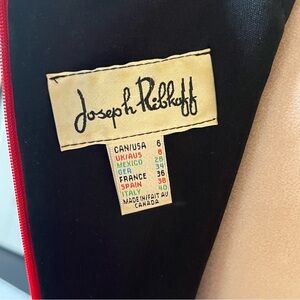 Joseph Ribkoff
CAN/USA 6
UK/AUS 8
MEXICO 28
GER 34
FRANCE 36
SPAIN 38
ITALY 40
MADE IN/FAIT AU
CANADA